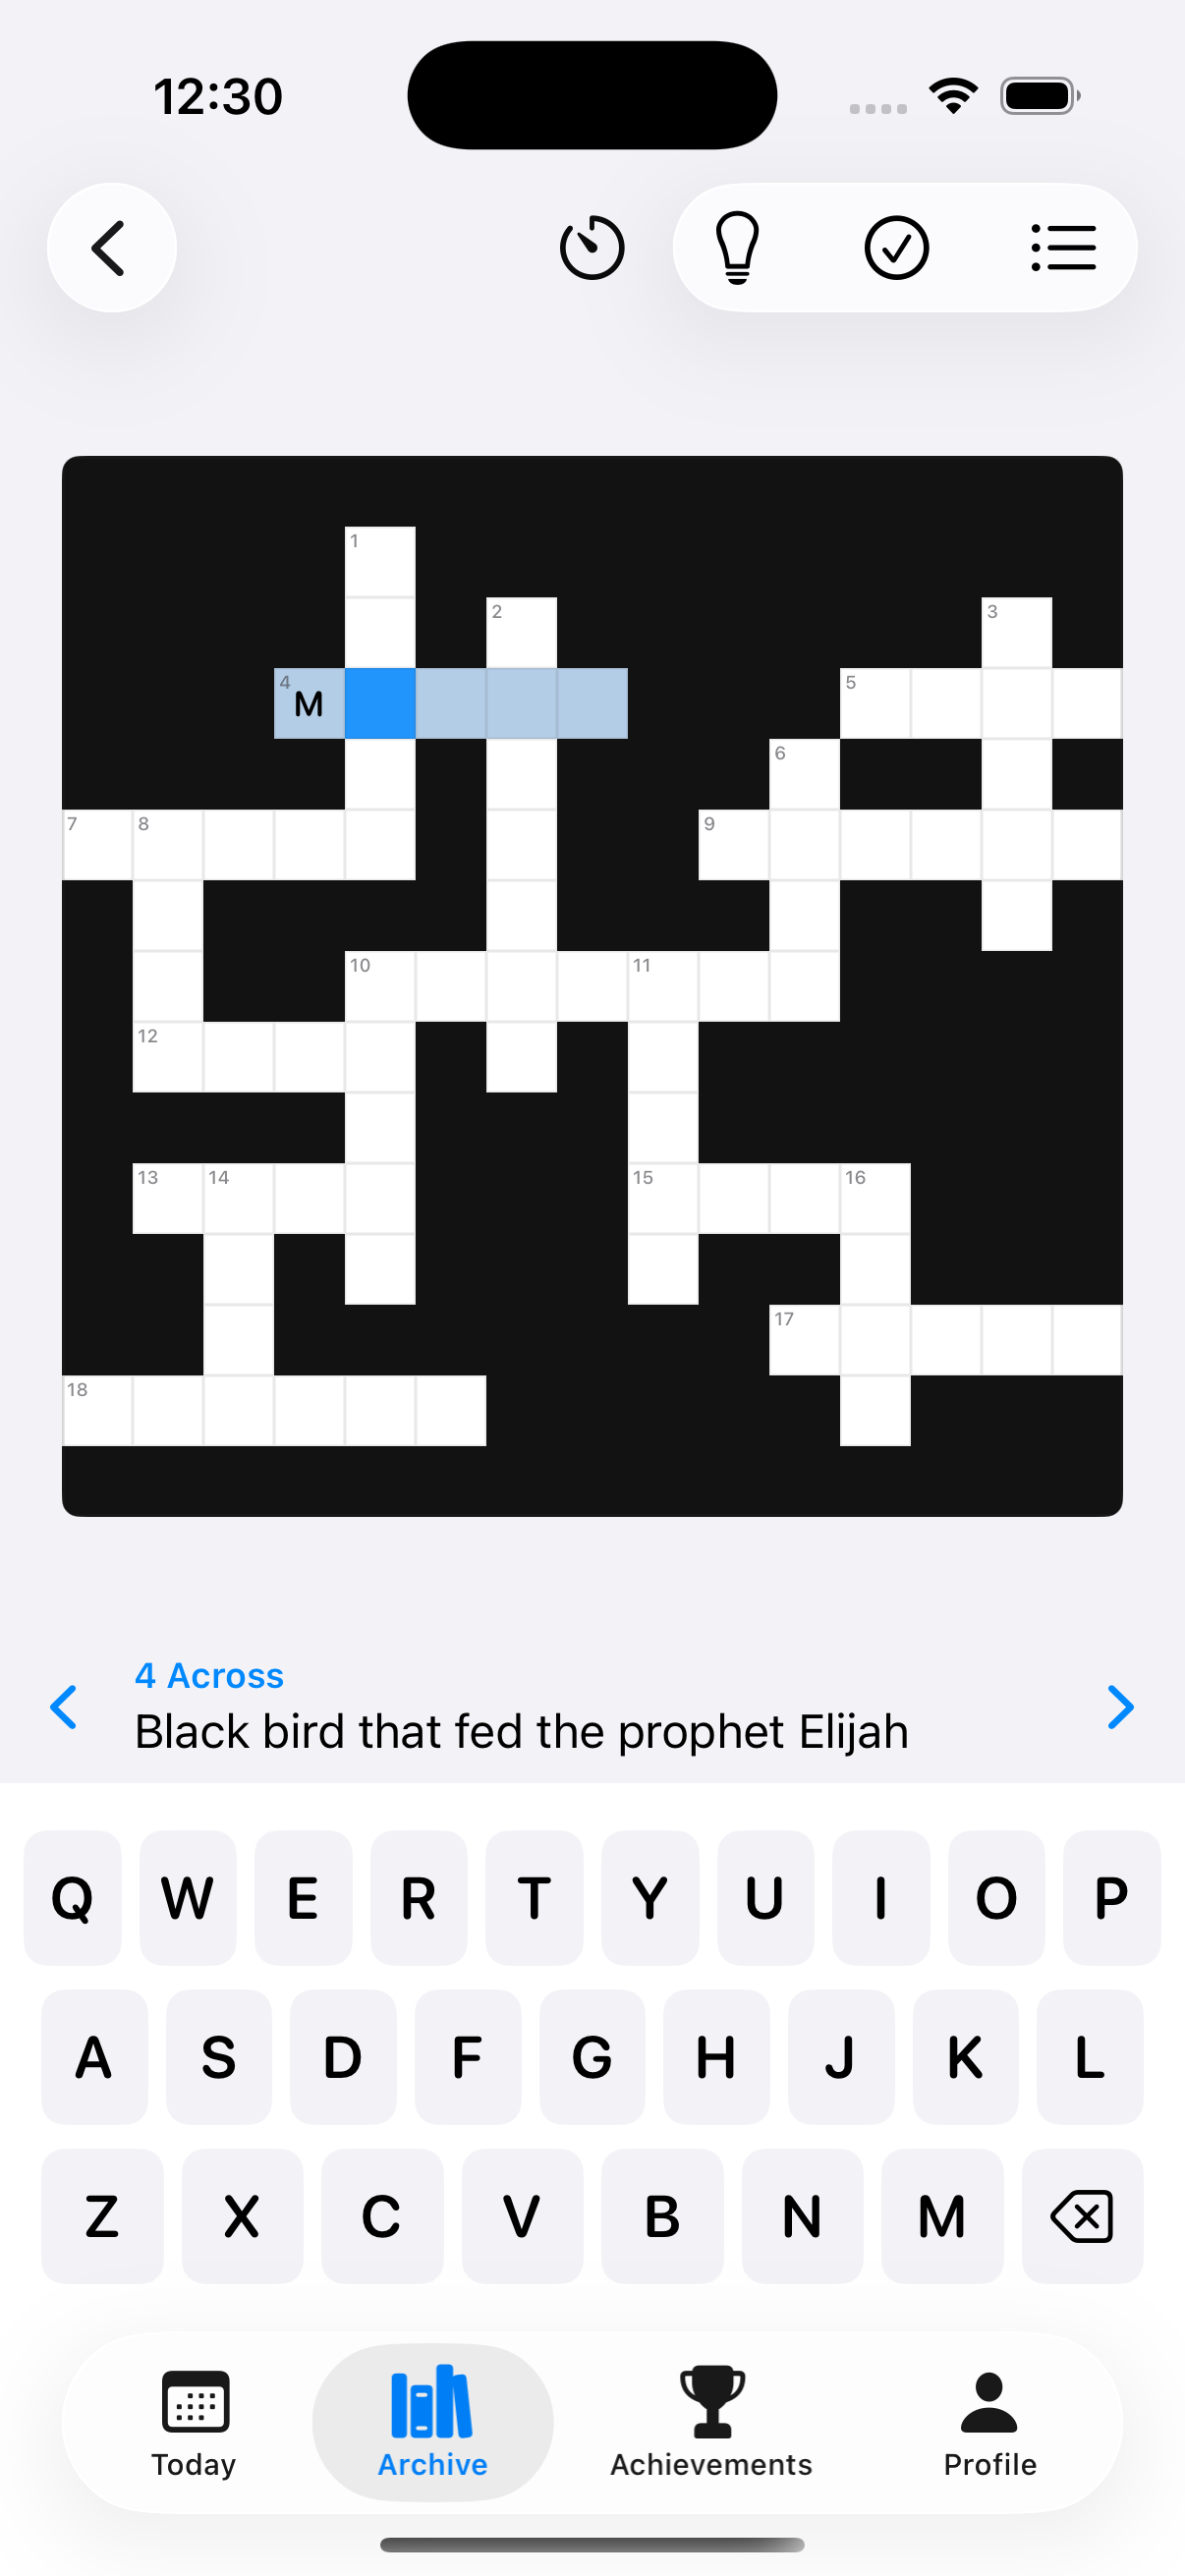 12:30
1
2
3
4
M
5
6
7
8
9
10
11
12
13
14
15
16
17
18
4 Across
Black bird that fed the prophet Elijah
Q W E R T Y U I O P
A S D F G H J K L
Z X C V B N M
Today
Archive
Achievements
Profile